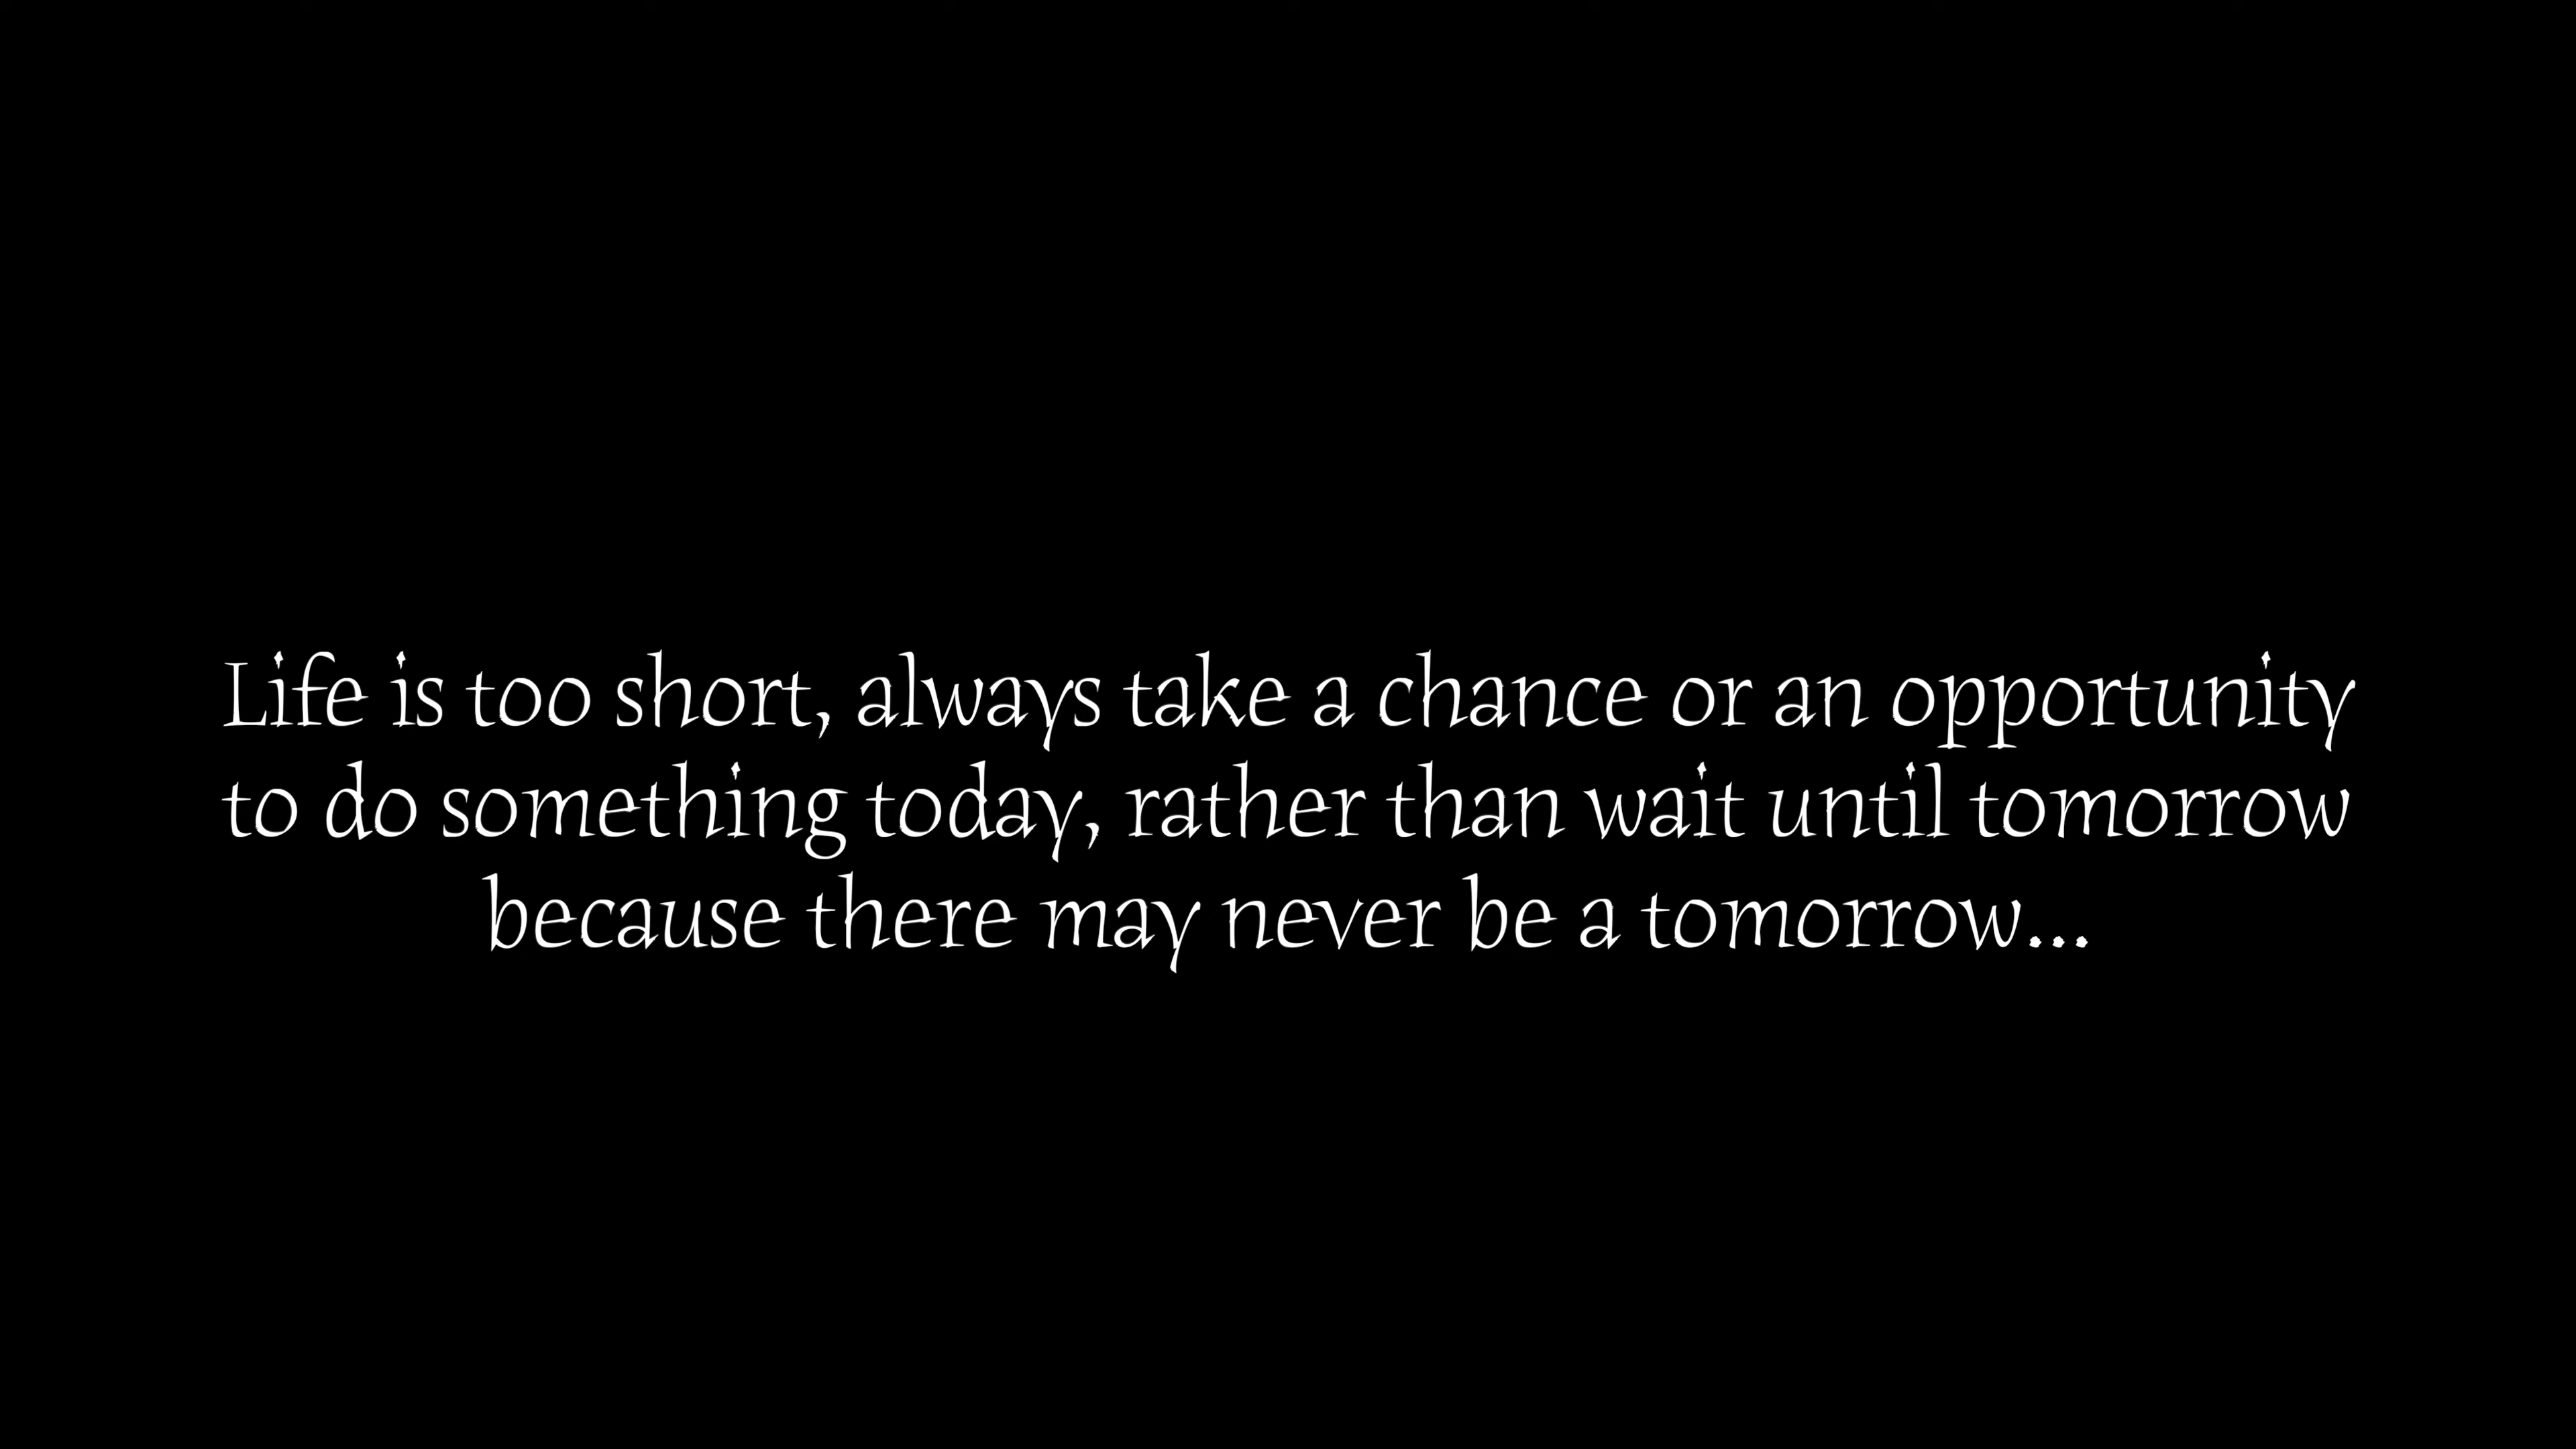 Life is too short, always take a chance or an opportunity
to do something today, rather than wait until tomorrow
because there may never be a tomorrow...